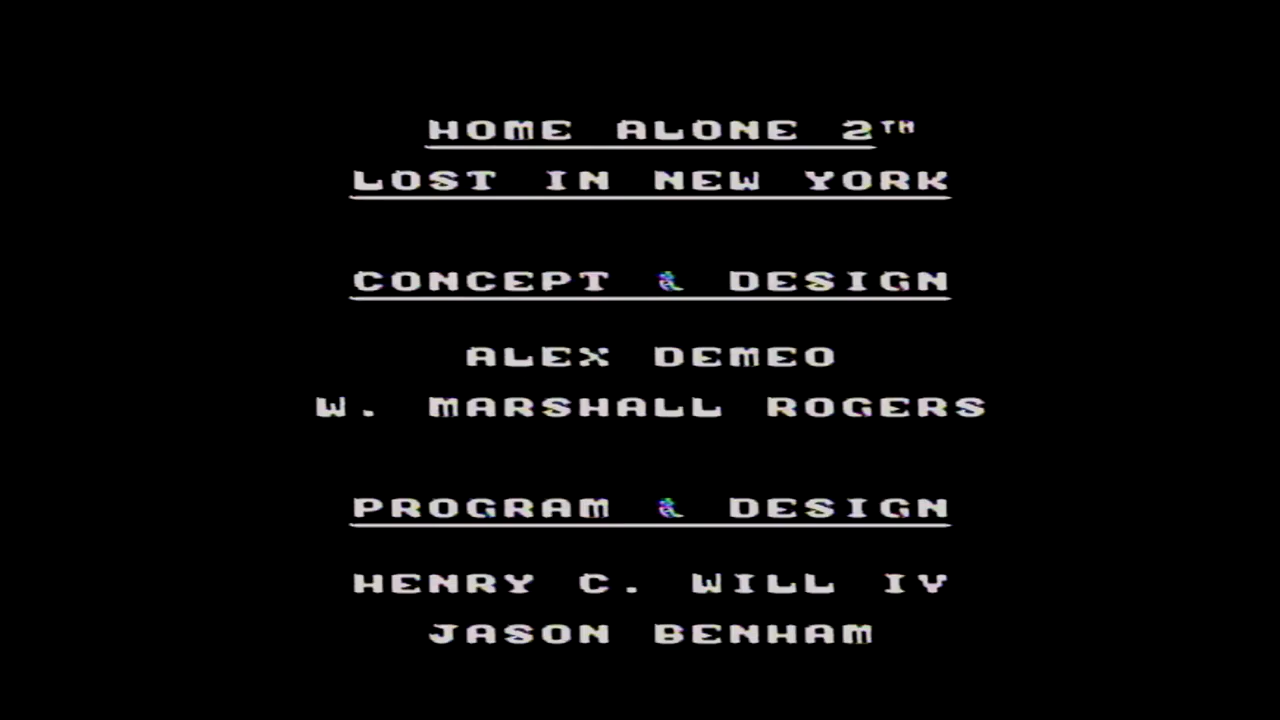 HOME ALONE 2ᵀᴴ
LOST IN NEW YORK
CONCEPT & DESIGN
ALEX DEMEO
W. MARSHALL ROGERS
PROGRAM & DESIGN
HENRY C. WILL IV
JASON BENHAM